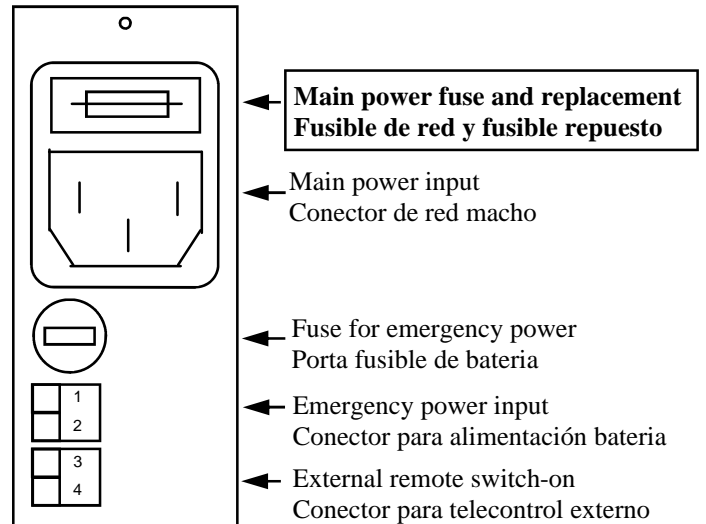 Main power fuse and replacement
Fusible de red y fusible repuesto
Main power input
Conector de red macho
Fuse for emergency power
Porta fusible de bateria
1
2
Emergency power input
Conector para alimentación bateria
3
4
External remote switch-on
Conector para telecontrol externo